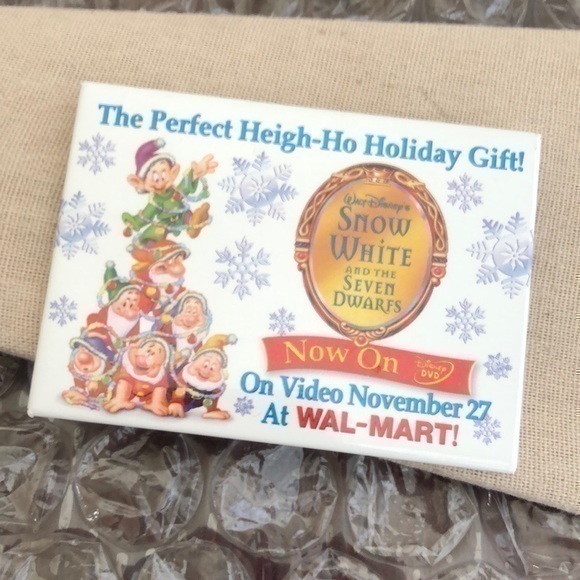 The Perfect Heigh-Ho Holiday Gift!
Walt Disney's
SNOW
WHITE
AND THE
SEVEN
DWARFS
Now On
Disney
DVD
On Video November 27
At WAL-MART!